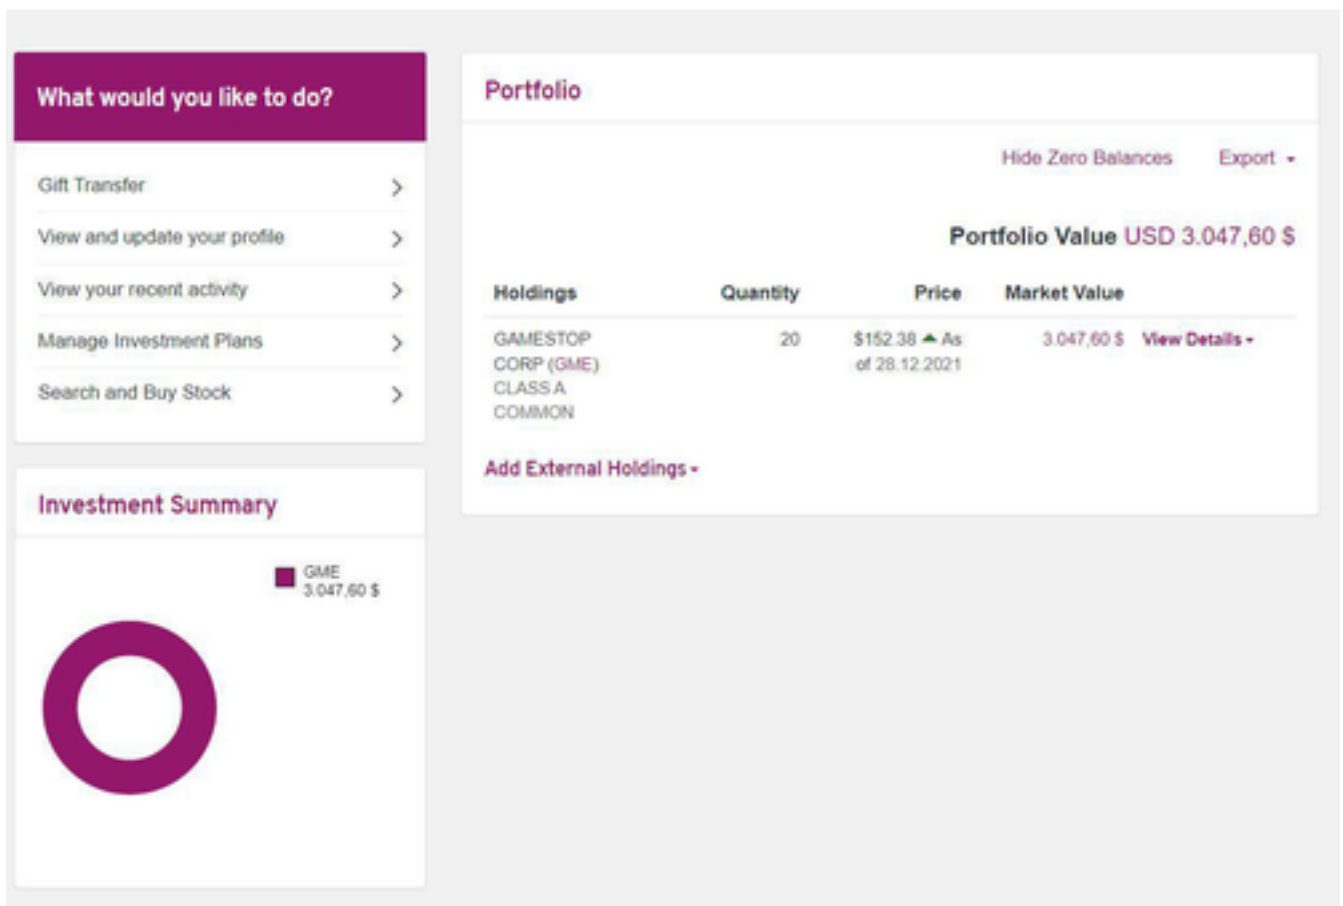 What would you like to do?
Gift Transfer
View and update your profile
View your recent activity
Manage Investment Plans
Search and Buy Stock
Investment Summary
GME
3.047,60 $
Portfolio
Hide Zero Balances Export
Portfolio Value USD 3.047,60 $
Holdings Quantity Price Market Value
GAMESTOP 20 $152.38 ▲ As 3.047,60 $ View Details
CORP (GME) of 28.12.2021
CLASS A
COMMON
Add External Holdings